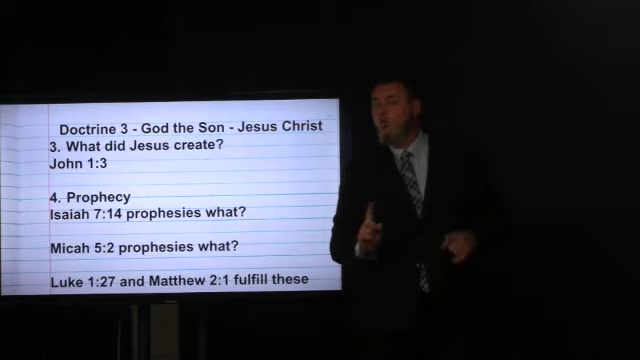 Doctrine 3 - God the Son - Jesus Christ
3. What did Jesus create?
John 1:3
4. Prophecy
Isaiah 7:14 prophesies what?
Micah 5:2 prophesies what?
Luke 1:27 and Matthew 2:1 fulfill these